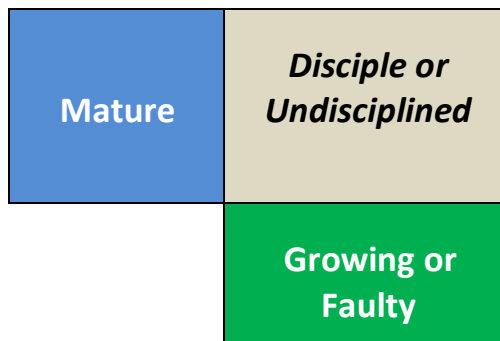 Mature
Disciple or
Undisciplined
Growing or
Faulty